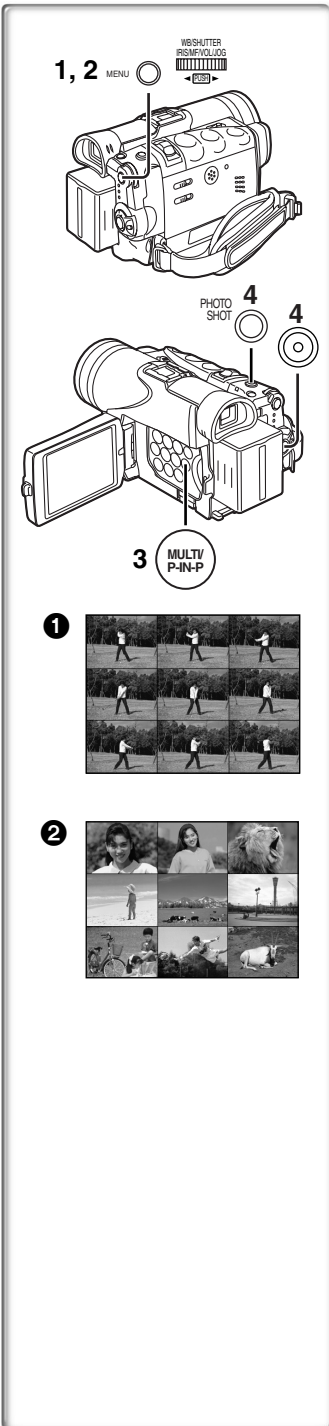 WB/SHUTTER
IRIS/MF/VOL/JOG
1, 2 MENU
◄ PUSH ►
PHOTO
SHOT
4
4
3
MULTI/
P-IN-P
1
2